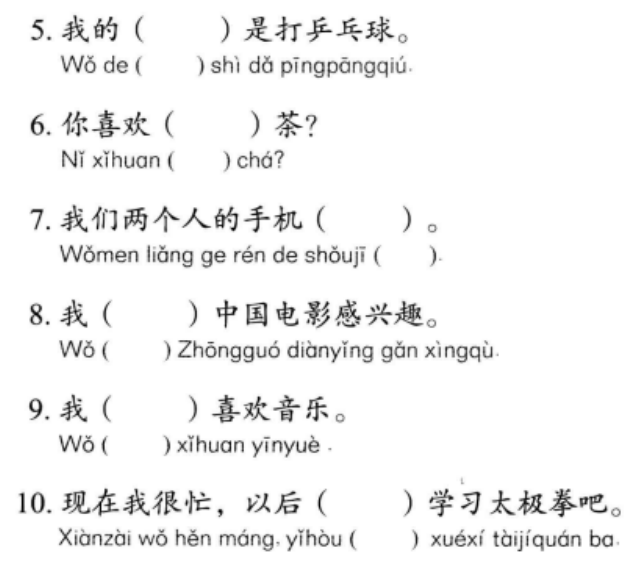 5. 我的（　　）是打乒乓球。
Wǒ de (　　) shì dǎ pīngpāngqiú.
6. 你喜欢（　　）茶？
Nǐ xǐhuan (　　) chá?
7. 我们两个人的手机（　　）。
Wǒmen liǎng ge rén de shǒujī (　　).
8. 我（　　）中国电影感兴趣。
Wǒ (　　) Zhōngguó diànyǐng gǎn xìngqù.
9. 我（　　）喜欢音乐。
Wǒ (　　) xǐhuan yīnyuè .
10. 现在我很忙，以后（　　）学习太极拳吧。
Xiànzài wǒ hěn máng, yǐhòu (　　) xuéxí tàijíquán ba.